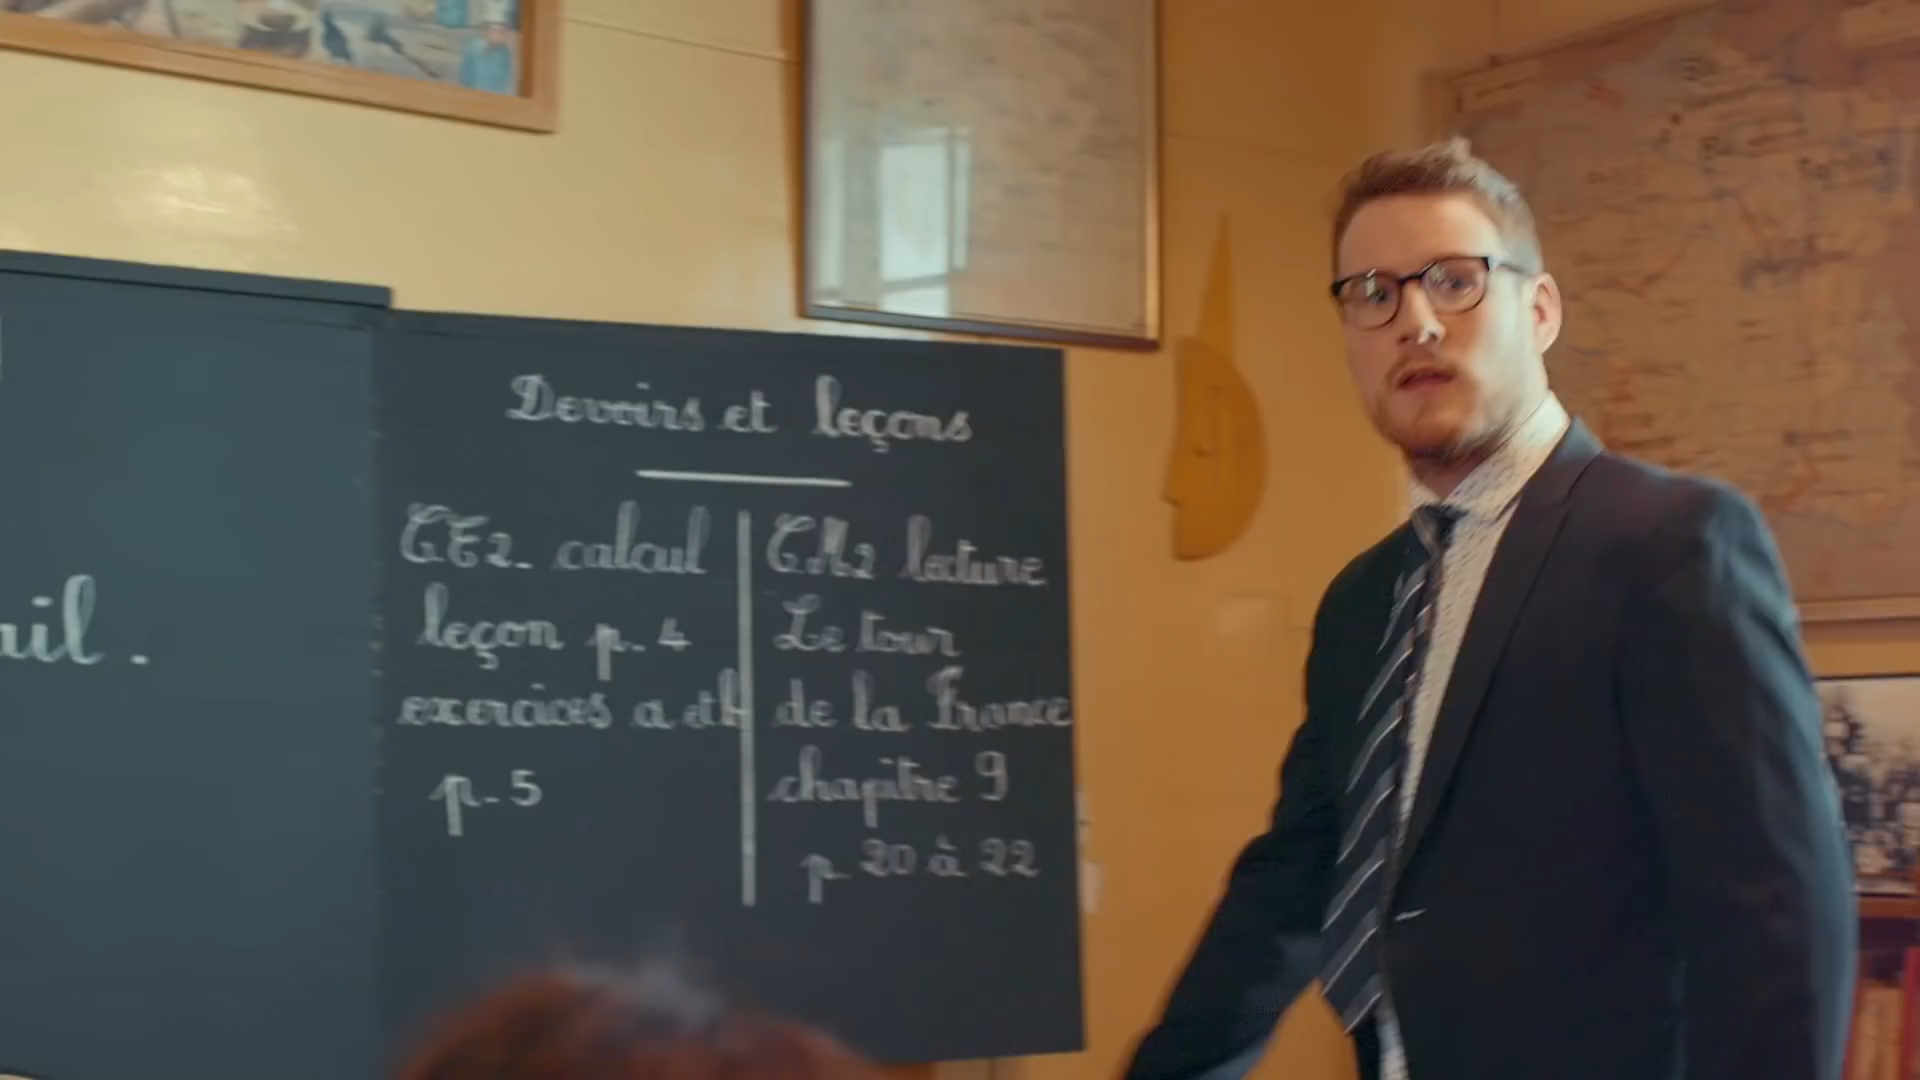 ail.
Devoirs et leçons
CE2. calcul
leçon p. 4
exercices a et b
p. 5
CM2 lecture
Le tour
de la France
chapitre 9
p. 20 à 22